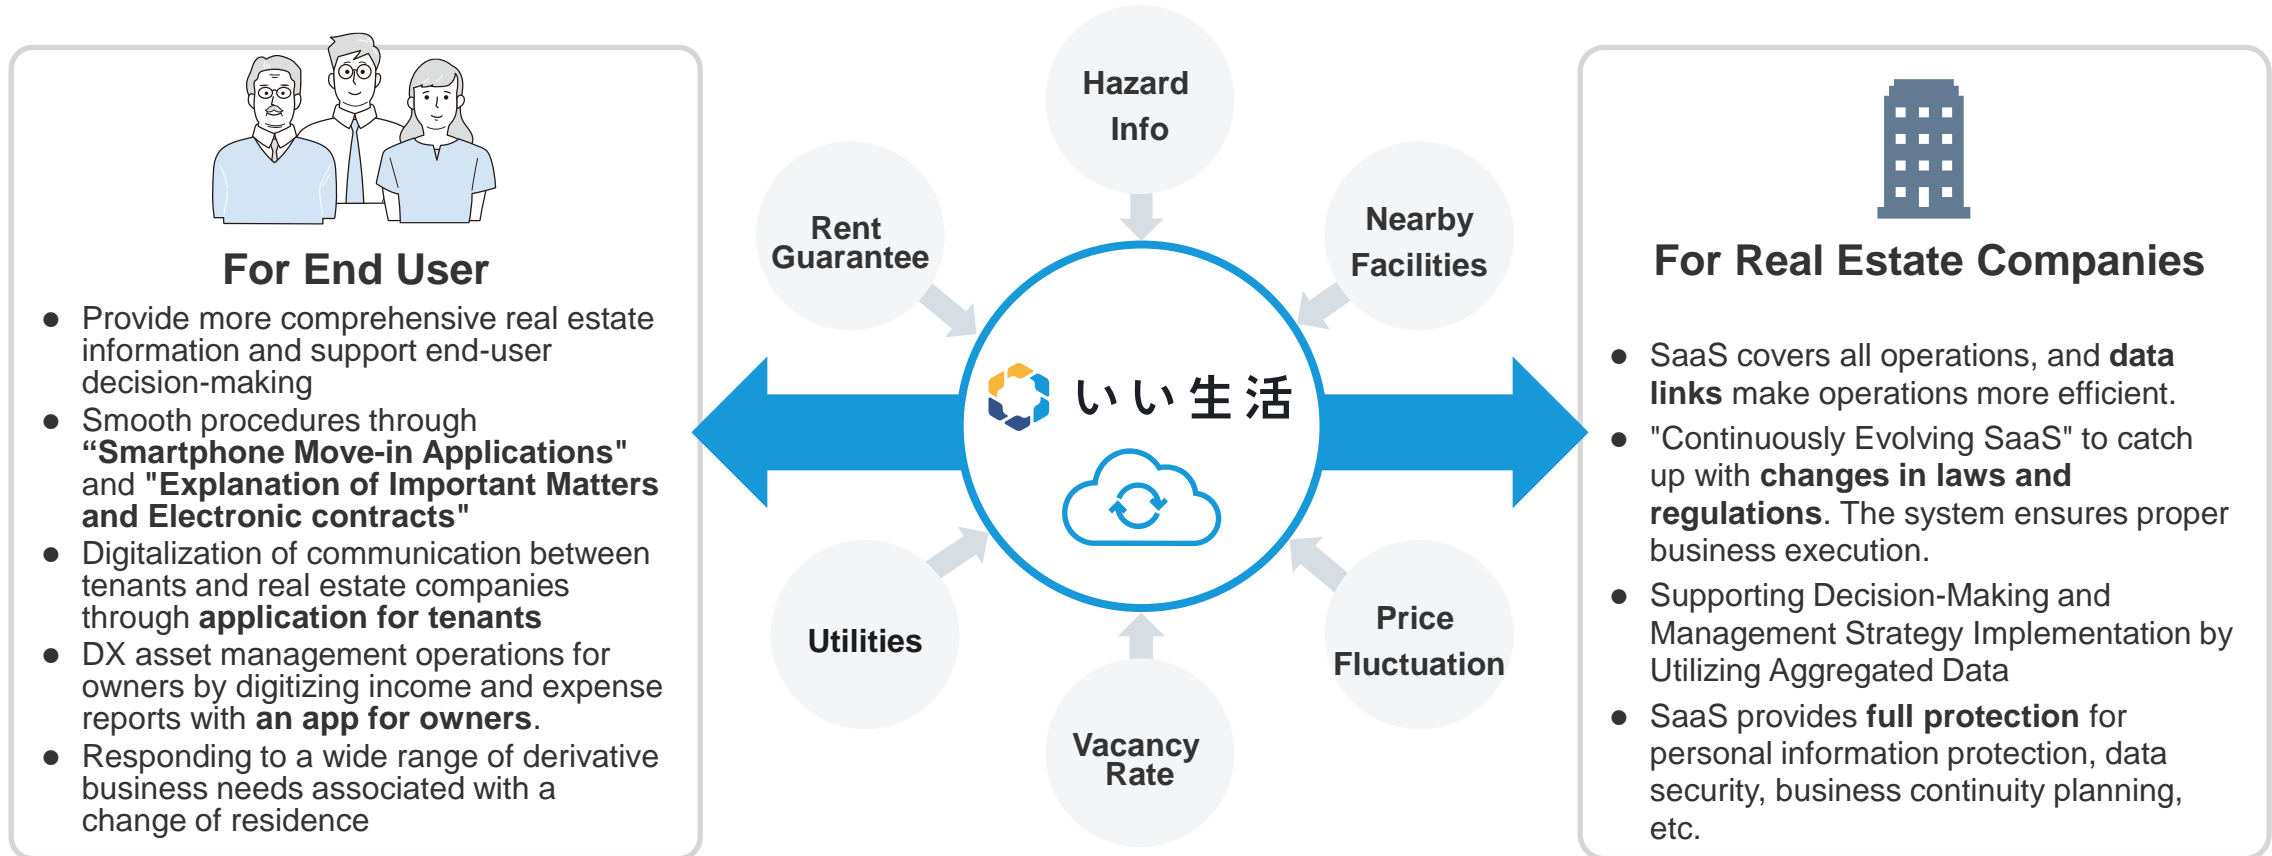 For End User
● Provide more comprehensive real estate
information and support end-user
decision-making
● Smooth procedures through
“Smartphone Move-in Applications"
and "Explanation of Important Matters
and Electronic contracts"
● Digitalization of communication between
tenants and real estate companies
through application for tenants
● DX asset management operations for
owners by digitizing income and expense
reports with an app for owners.
● Responding to a wide range of derivative
business needs associated with a
change of residence
Hazard
Info
Rent
Guarantee
Nearby
Facilities
いい生活
Utilities
Price
Fluctuation
Vacancy
Rate
For Real Estate Companies
● SaaS covers all operations, and data
links make operations more efficient.
● "Continuously Evolving SaaS" to catch
up with changes in laws and
regulations. The system ensures proper
business execution.
● Supporting Decision-Making and
Management Strategy Implementation by
Utilizing Aggregated Data
● SaaS provides full protection for
personal information protection, data
security, business continuity planning,
etc.